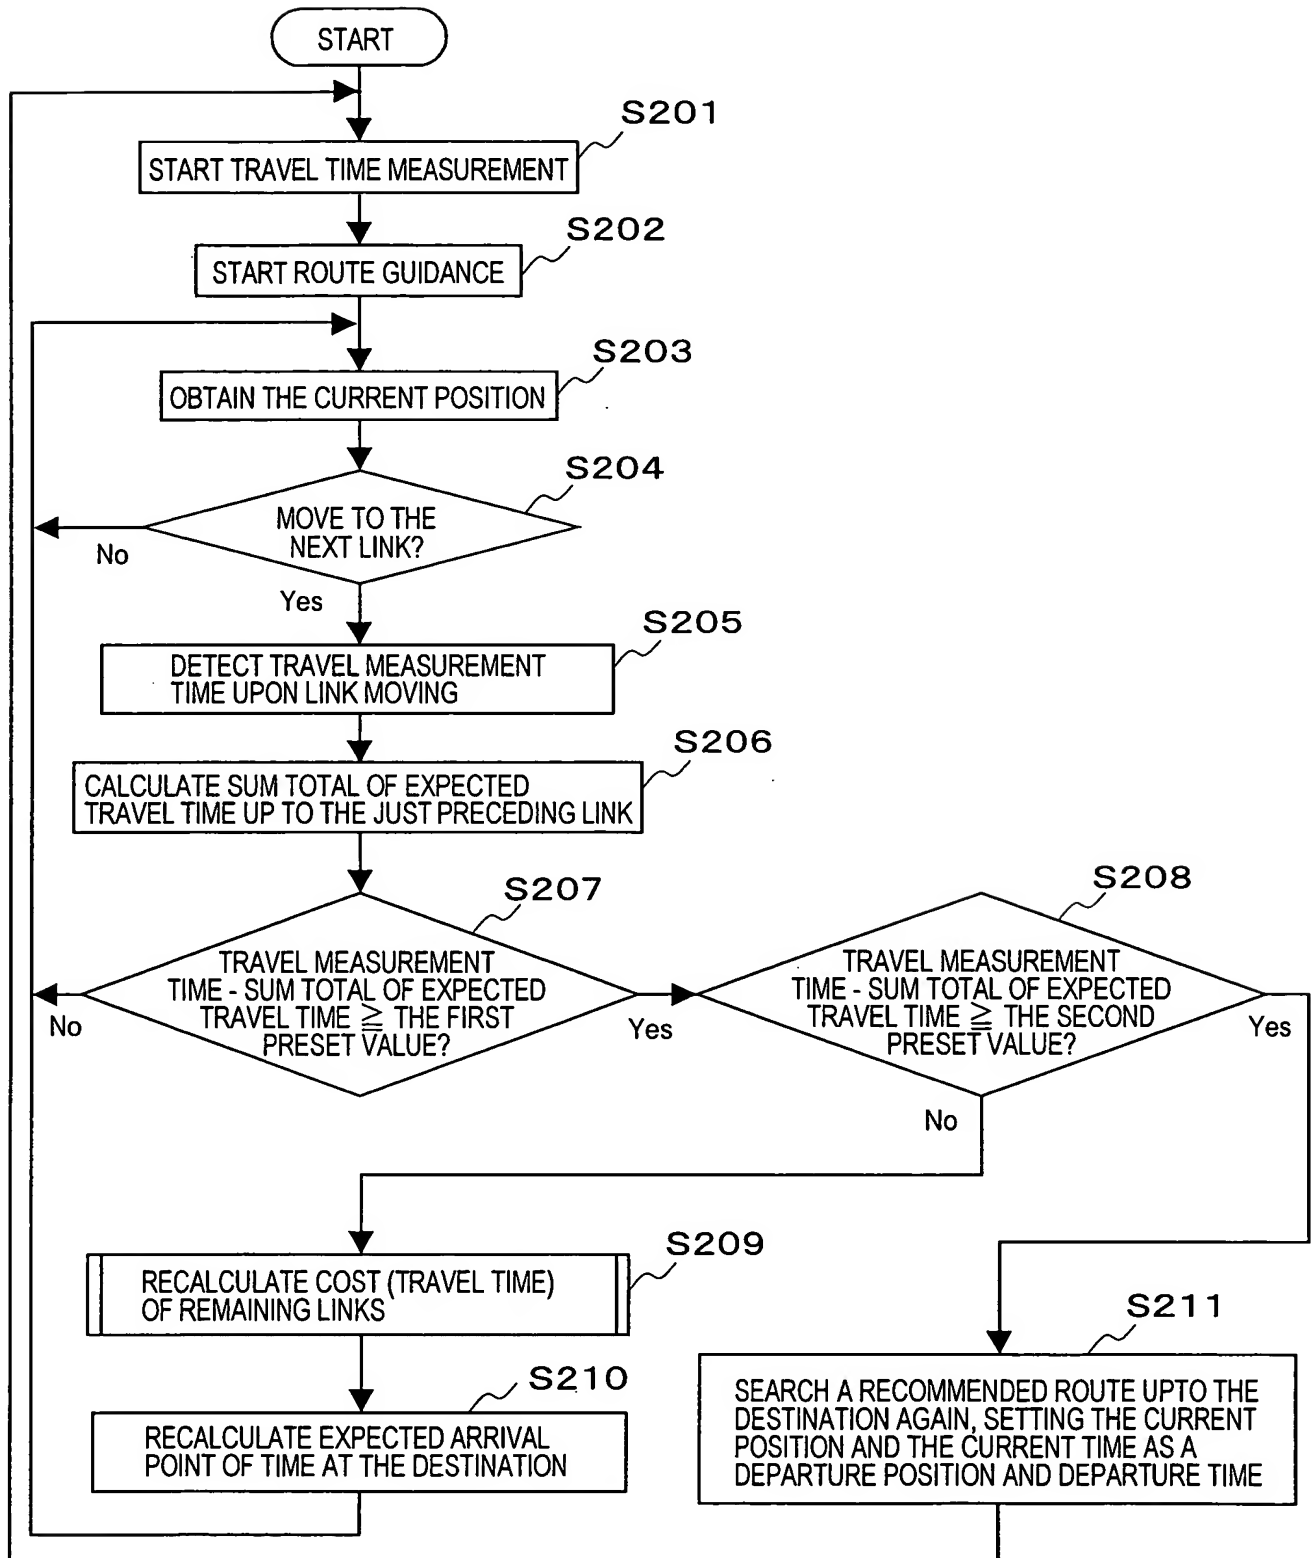 START
S201
START TRAVEL TIME MEASUREMENT
S202
START ROUTE GUIDANCE
S203
OBTAIN THE CURRENT POSITION
S204
MOVE TO THE
NEXT LINK?
No
Yes
S205
DETECT TRAVEL MEASUREMENT
TIME UPON LINK MOVING
S206
CALCULATE SUM TOTAL OF EXPECTED
TRAVEL TIME UP TO THE JUST PRECEDING LINK
S207
TRAVEL MEASUREMENT
TIME - SUM TOTAL OF EXPECTED
TRAVEL TIME ≧ THE FIRST
PRESET VALUE?
No
Yes
S208
TRAVEL MEASUREMENT
TIME - SUM TOTAL OF EXPECTED
TRAVEL TIME ≧ THE SECOND
PRESET VALUE?
Yes
No
S209
RECALCULATE COST (TRAVEL TIME)
OF REMAINING LINKS
S210
RECALCULATE EXPECTED ARRIVAL
POINT OF TIME AT THE DESTINATION
S211
SEARCH A RECOMMENDED ROUTE UPTO THE
DESTINATION AGAIN, SETTING THE CURRENT
POSITION AND THE CURRENT TIME AS A
DEPARTURE POSITION AND DEPARTURE TIME